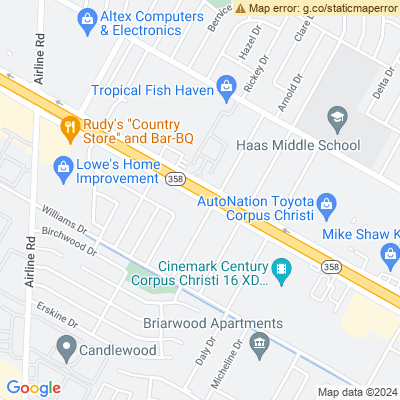 Map error: g.co/staticmaperror
Altex Computers
& Electronics
Bernice
Hazel Dr
Clare
Airline Rd
Rickey Dr
Arnold Dr
Delta Dr
Tropical Fish Haven
Rudy's "Country
Store" and Bar-BQ
Haas Middle School
Lowe's Home
Improvement
358
AutoNation Toyota
Corpus Christi
Williams Dr
Birchwood Dr
Mike Shaw K
Airline Rd
Cinemark Century
Corpus Christi 16 XD...
358
Erskine Dr
Briarwood Apartments
Candlewood
Daly Dr
Micheline Dr
Google
Map data ©2024